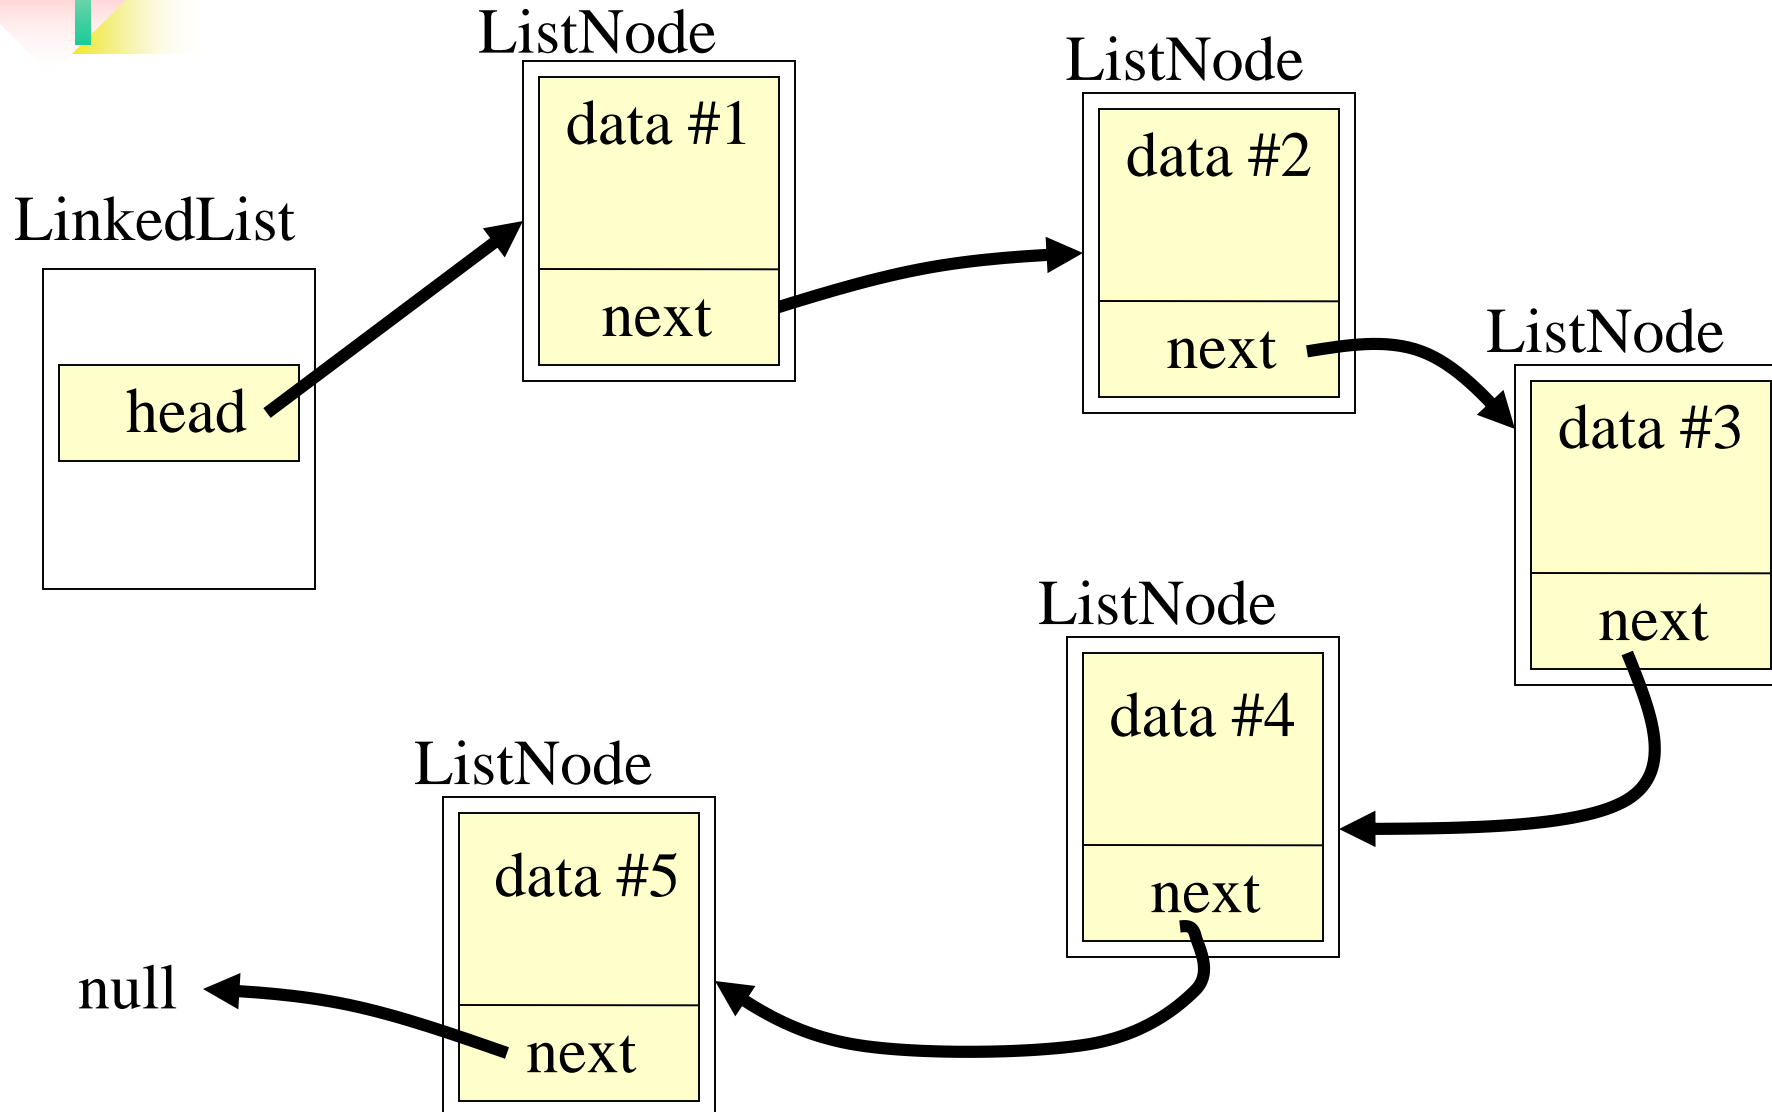 LinkedList
head
ListNode
data #1
next
ListNode
data #2
next
ListNode
data #3
next
ListNode
data #4
next
ListNode
data #5
next
null